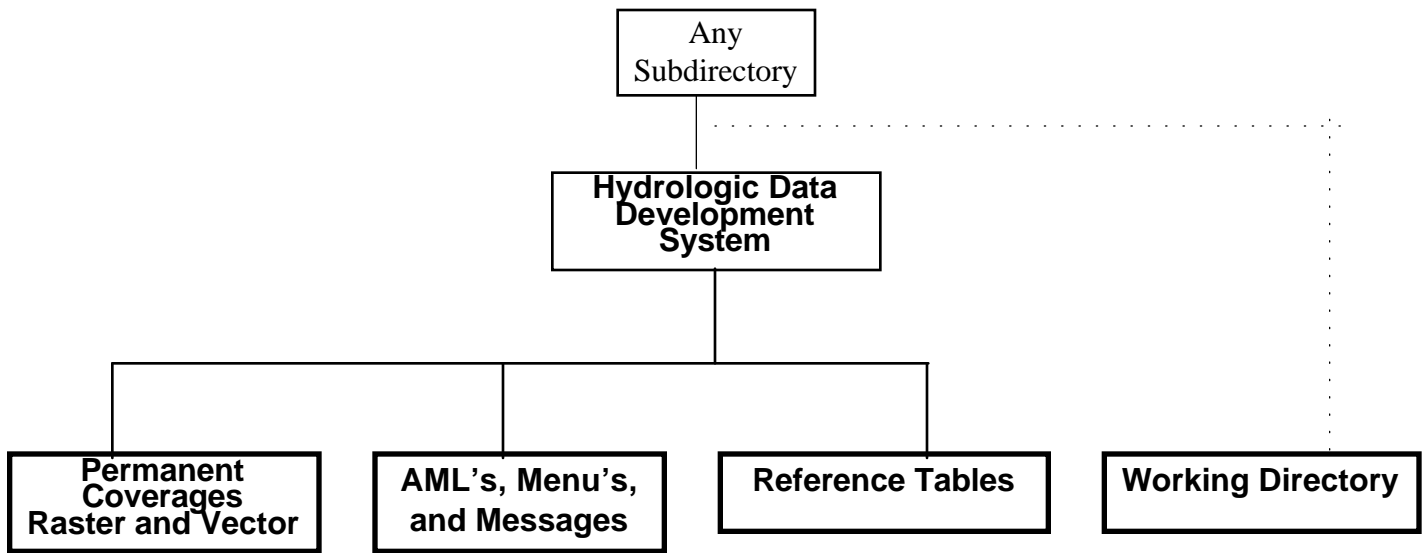 Any
Subdirectory
Hydrologic Data
Development
System
Permanent
Coverages
Raster and Vector
AML's, Menu's,
and Messages
Reference Tables
Working Directory